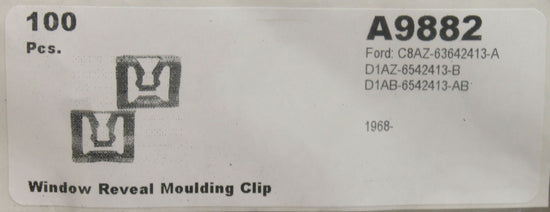 100
Pcs.
A9882
Ford: C8AZ-63642413-A
D1AZ-6542413-B
D1AB-6542413-AB
1968-
Window Reveal Moulding Clip